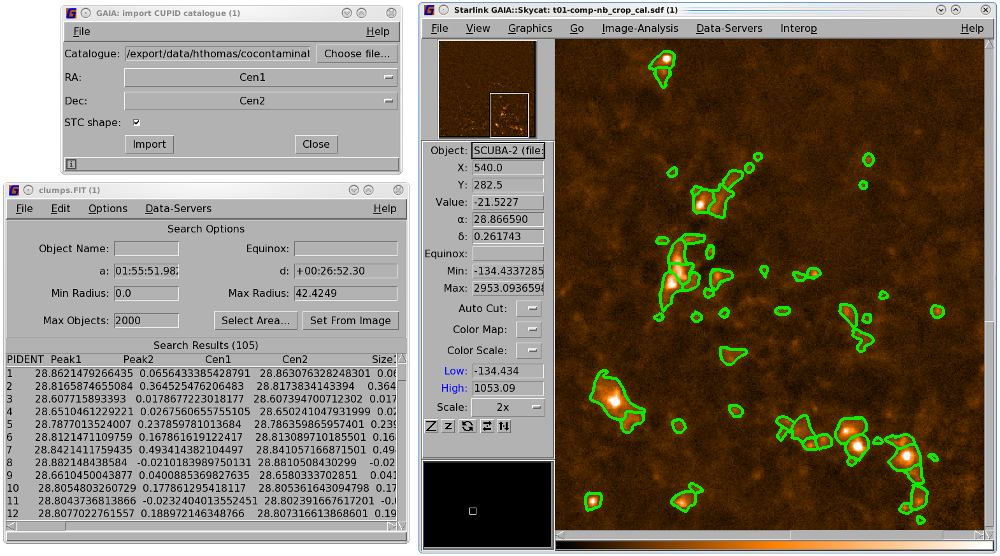 GAIA: import CUPID catalogue (1)
File Help
Catalogue: /export/data/hthomas/cocontaminal Choose file...
RA: Cen1
Dec: Cen2
STC shape:
Import Close
clumps.FIT (1)
File Edit Options Data-Servers Help
Search Options
Object Name: Equinox:
a: 01:55:51.982 d: +00:26:52.30
Min Radius: 0.0 Max Radius: 42.4249
Max Objects: 2000 Select Area... Set From Image
Search Results (105)
PIDENT Peak1 Peak2 Cen1 Cen2 Size1
1 28.8621479266435 0.0656433385428791 28.863076328248301 0.06
2 28.8165874655084 0.364525476206483 28.8173834143394 0.364
3 28.607715893393 0.0178677223018177 28.607394700712302 0.017
4 28.6510461229221 0.0267560655755105 28.650241047931999 0.02
5 28.7877013524007 0.237859781013684 28.786359865957401 0.239
6 28.8121471109759 0.167861619122417 28.813089710185501 0.16
7 28.8421411759435 0.493414382104497 28.841057166871501 0.49
8 28.882148438584 -0.0210183989750131 28.8810508430299 -0.02
9 28.6610450043877 0.0400885369827635 28.6580333702851 0.041
10 28.8054803260729 0.177861295418117 28.805361643094798 0.17
11 28.8043736813866 -0.0232404013552451 28.802391667617201 -0.0
12 28.8077022761557 0.188972146348766 28.807316613868601 0.19
Starlink GAIA::Skycat: t01-comp-nb_crop_cal.sdf (1)
File View Graphics Go Image-Analysis Data-Servers Interop Help
Object: SCUBA-2 (file:
X: 540.0
Y: 282.5
Value: -21.5227
α: 28.866590
δ: 0.261743
Equinox:
Min: -134.4337285
Max: 2953.0936598
Auto Cut:
Color Map:
Color Scale:
Low: -134.434
High: 1053.09
Scale: 2x
Z z